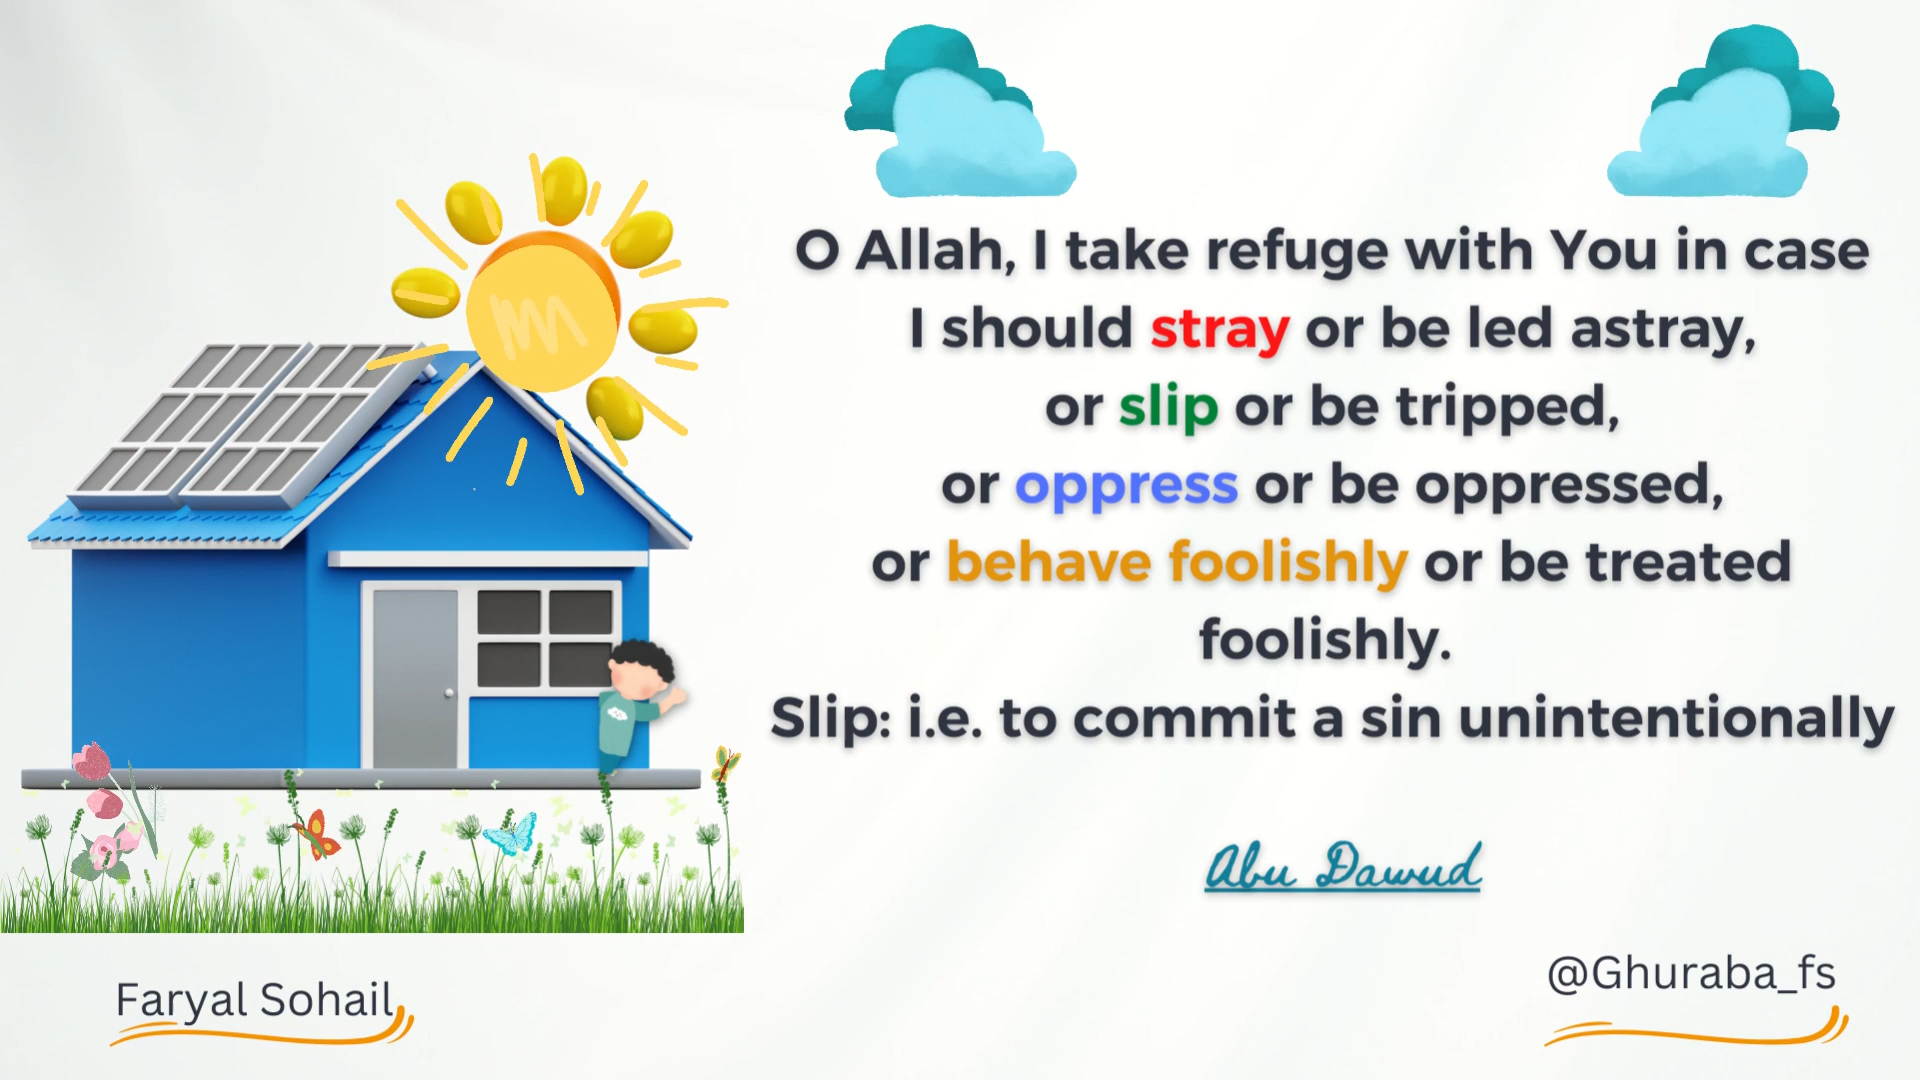 O Allah, I take refuge with You in case
I should stray or be led astray,
or slip or be tripped,
or oppress or be oppressed,
or behave foolishly or be treated
foolishly.
Slip: i.e. to commit a sin unintentionally
Abu Dawud
Faryal Sohail
@Ghuraba_fs